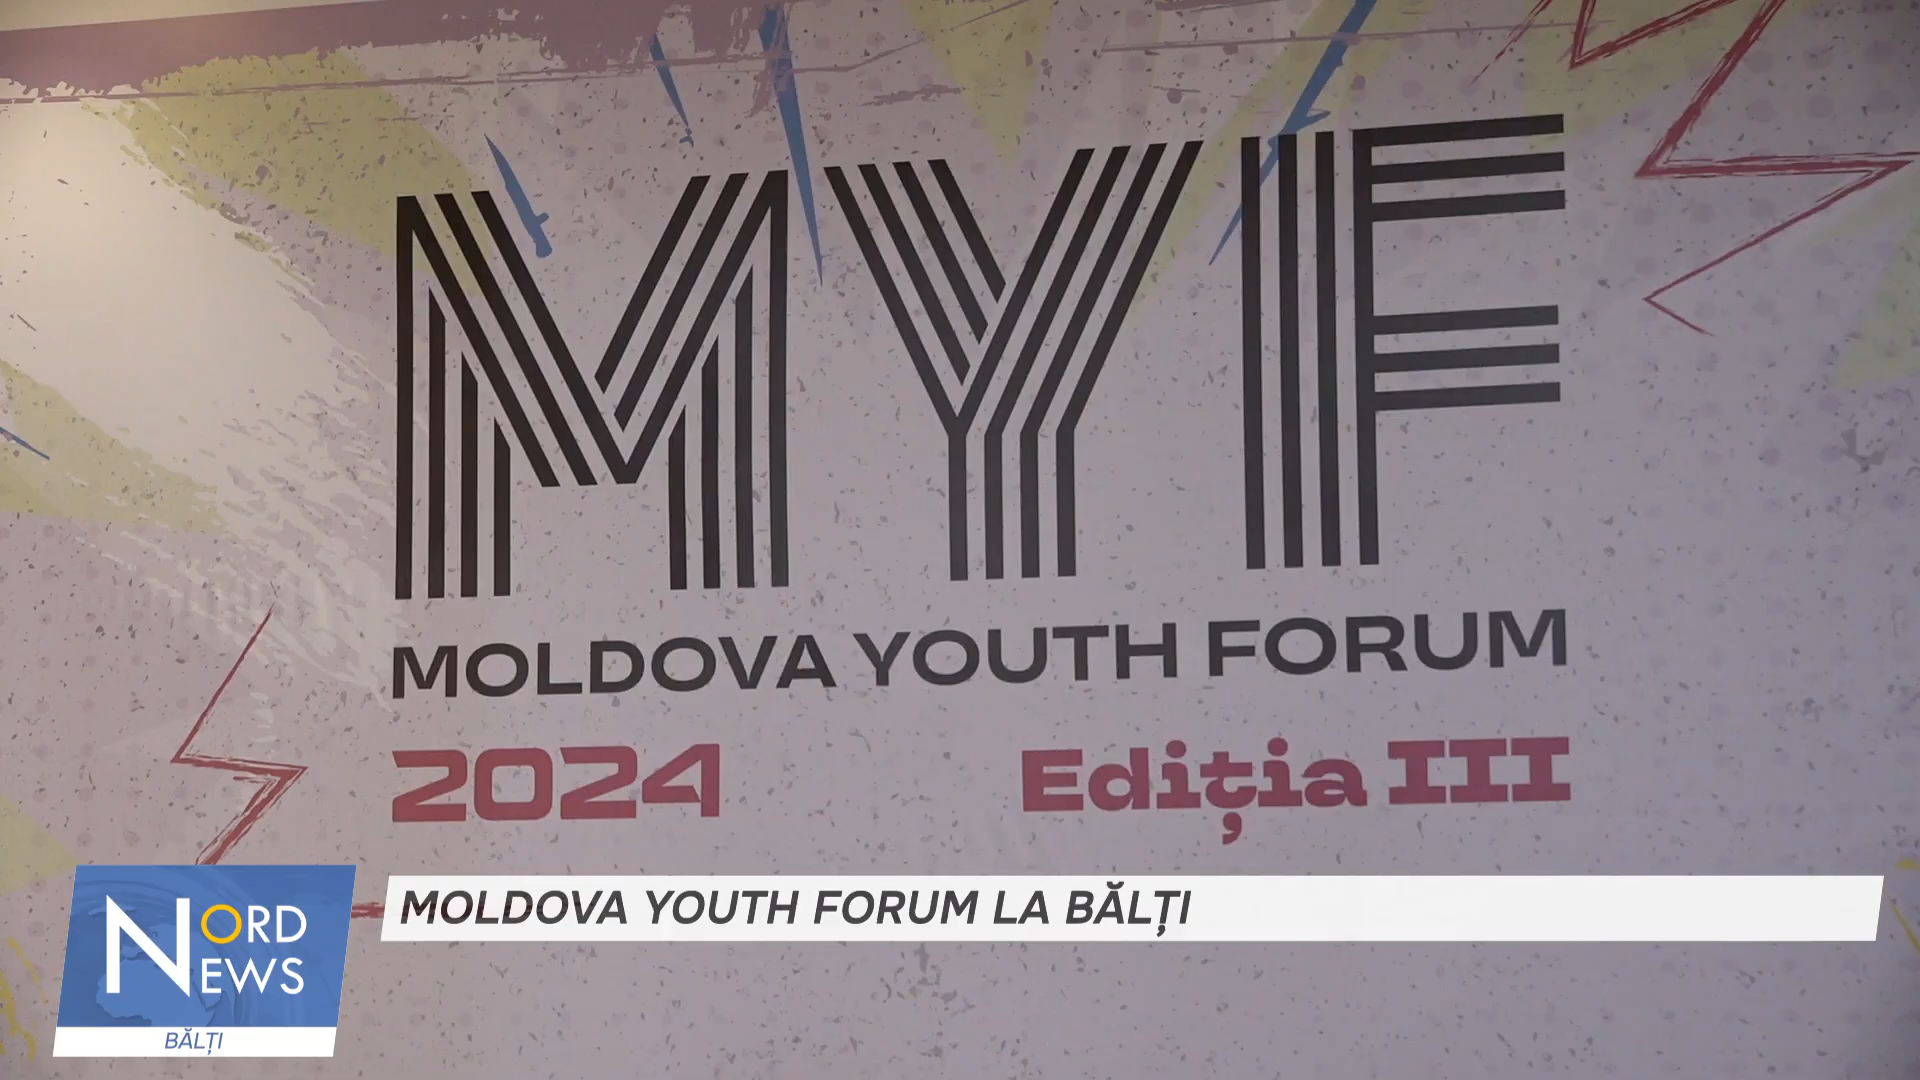 MYF
MOLDOVA YOUTH FORUM
2024 Ediția III
MOLDOVA YOUTH FORUM LA BĂLȚI
NORD
NEWS
BĂLȚI